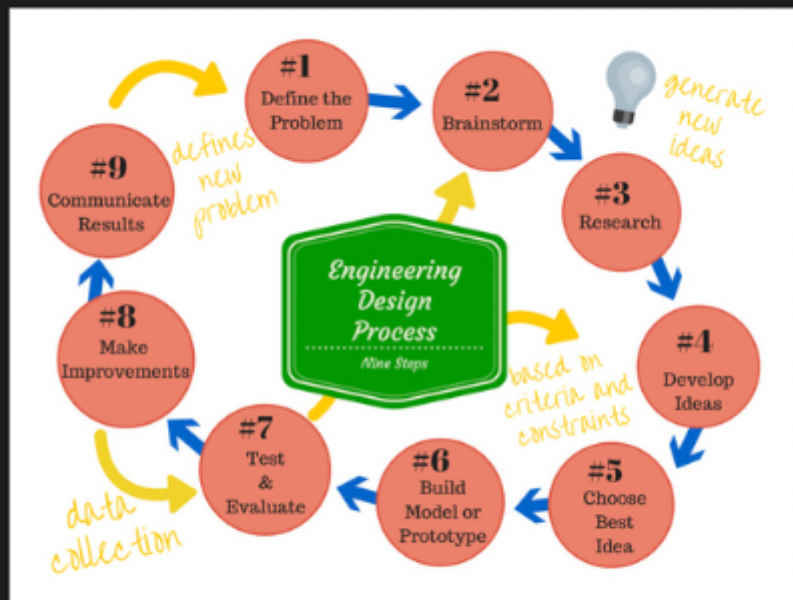 #1
Define the
Problem
#2
Brainstorm
generate
new
ideas
#3
Research
#4
Develop
Ideas
based on
criteria and
constraints
#5
Choose
Best
Idea
#6
Build
Model or
Prototype
#7
Test
&
Evaluate
#8
Make
Improvements
data
collection
#9
Communicate
Results
defines
new
problem
Engineering
Design
Process
Nine Steps